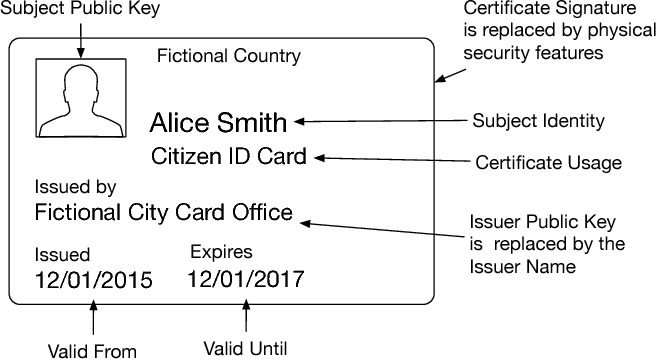 Subject Public Key
Certificate Signature
is replaced by physical
security features
Fictional Country
Alice Smith
Subject Identity
Citizen ID Card
Certificate Usage
Issued by
Fictional City Card Office
Issuer Public Key
is replaced by the
Issuer Name
Issued
Expires
12/01/2015
12/01/2017
Valid From
Valid Until